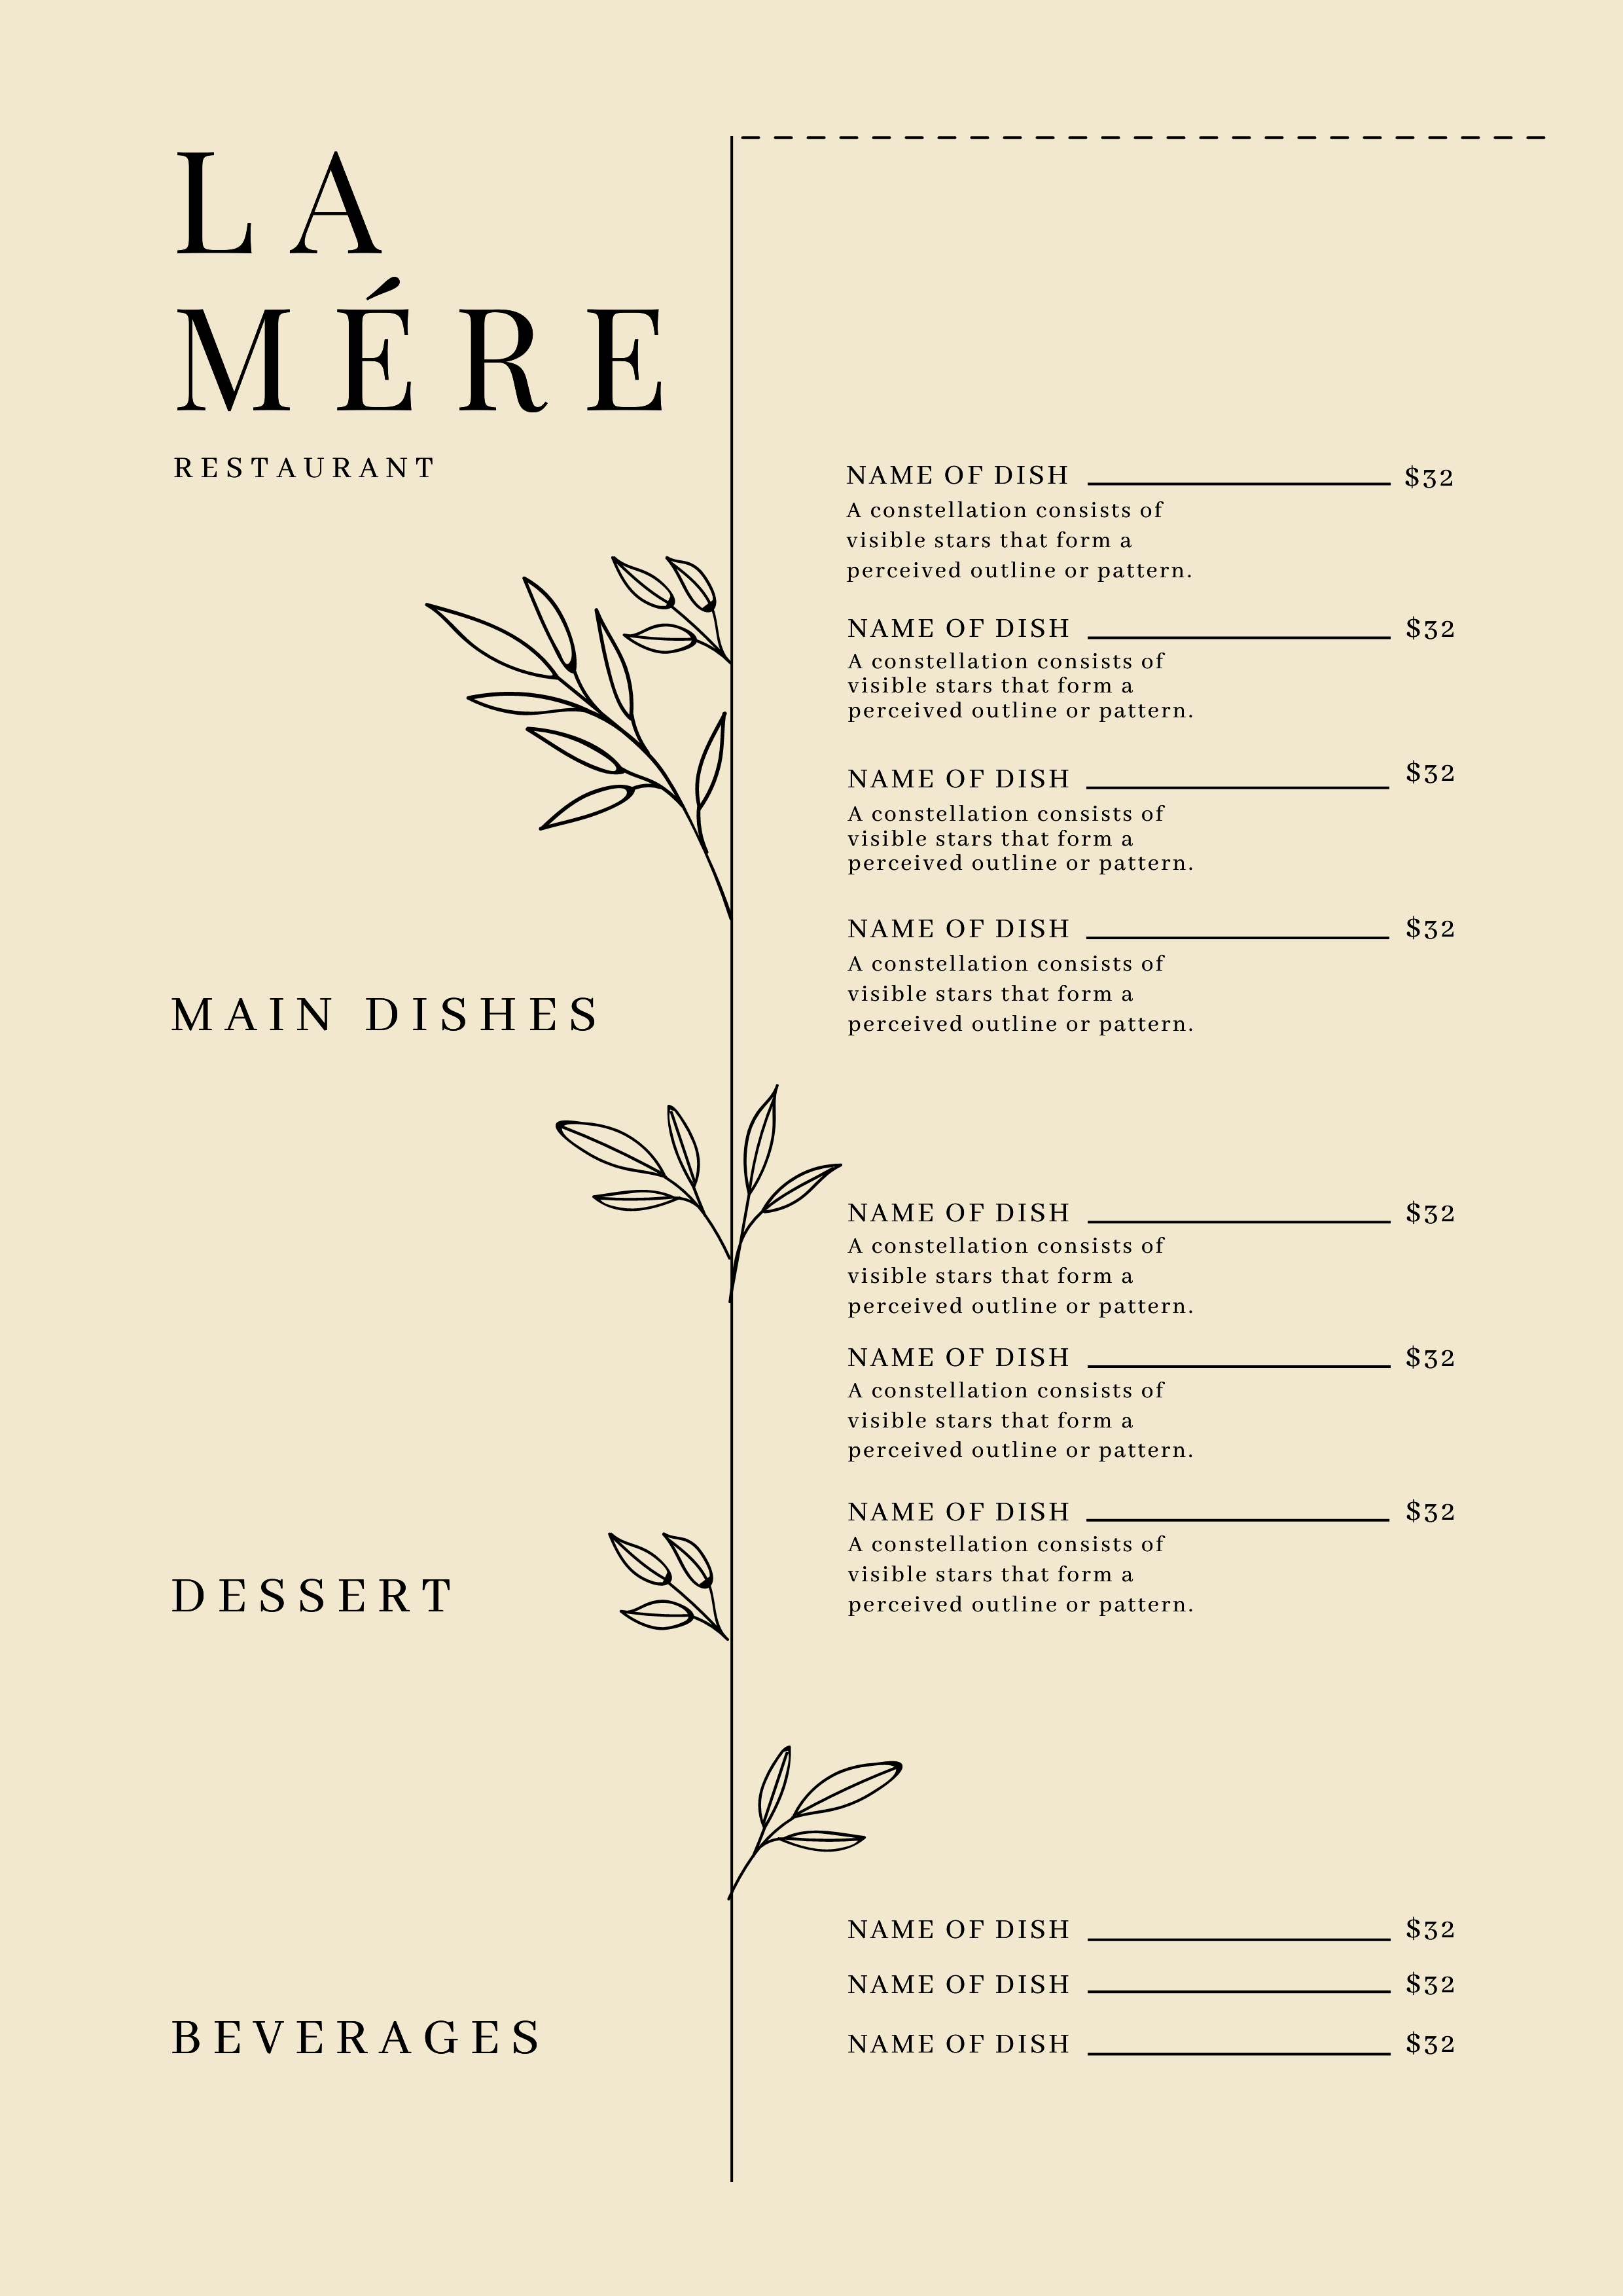 LA
MÉRE
RESTAURANT
NAME OF DISH $32
A constellation consists of
visible stars that form a
perceived outline or pattern.
NAME OF DISH $32
A constellation consists of
visible stars that form a
perceived outline or pattern.
NAME OF DISH $32
A constellation consists of
visible stars that form a
perceived outline or pattern.
NAME OF DISH $32
A constellation consists of
visible stars that form a
perceived outline or pattern.
MAIN DISHES
NAME OF DISH $32
A constellation consists of
visible stars that form a
perceived outline or pattern.
NAME OF DISH $32
A constellation consists of
visible stars that form a
perceived outline or pattern.
NAME OF DISH $32
A constellation consists of
visible stars that form a
perceived outline or pattern.
DESSERT
NAME OF DISH $32
NAME OF DISH $32
NAME OF DISH $32
BEVERAGES